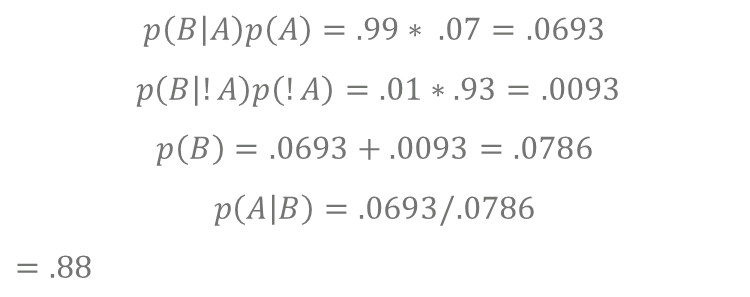 p(B|A)p(A) = .99 * .07 = .0693
p(B|! A)p(! A) = .01 * .93 = .0093
p(B) = .0693 + .0093 = .0786
p(A|B) = .0693/.0786
= .88